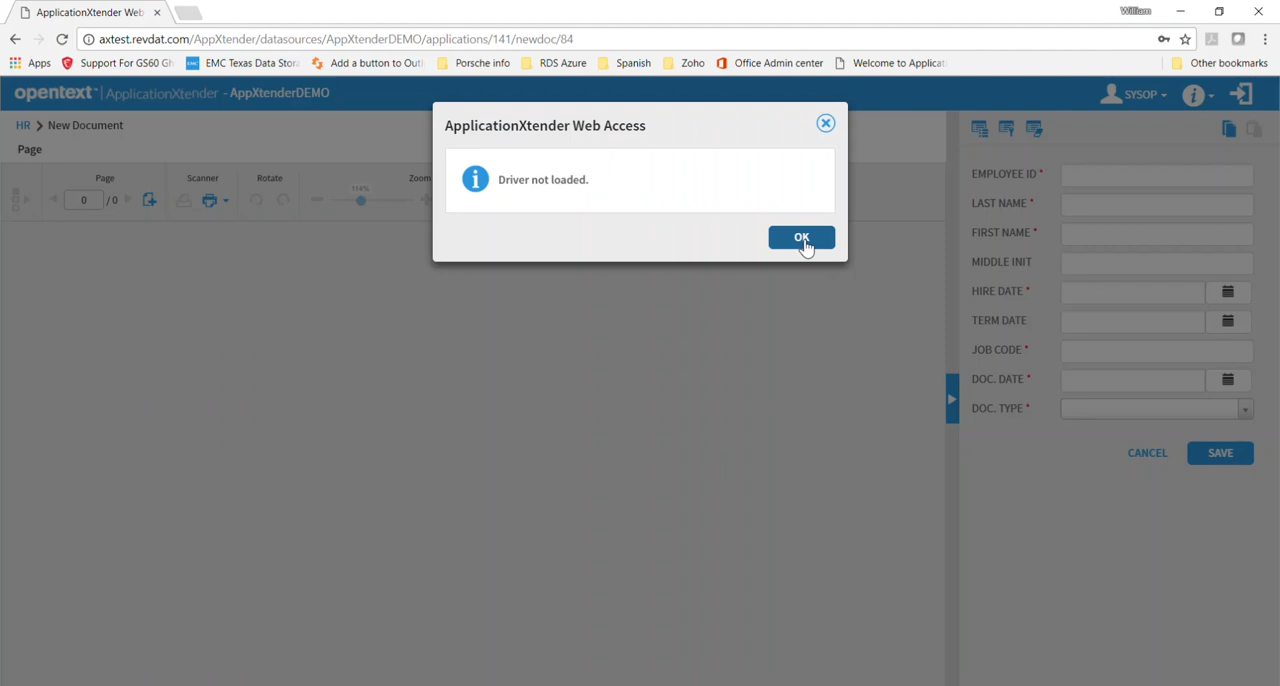 ApplicationXtender Web
William
axtest.revdat.com/AppXtender/datasources/AppXtenderDEMO/applications/141/newdoc/84
Apps Support For GS60 Gh EMC Texas Data Stora Add a button to Outl Porsche info RDS Azure Spanish Zoho Office Admin center Welcome to Applicati Other bookmarks
opentext™ | ApplicationXtender - AppXtenderDEMO
SYSOP
HR > New Document
Page
Page Scanner Rotate Zoom
0 /0 114%
ApplicationXtender Web Access
Driver not loaded.
OK
EMPLOYEE ID *
LAST NAME *
FIRST NAME *
MIDDLE INIT
HIRE DATE *
TERM DATE
JOB CODE *
DOC. DATE *
DOC. TYPE *
CANCEL SAVE